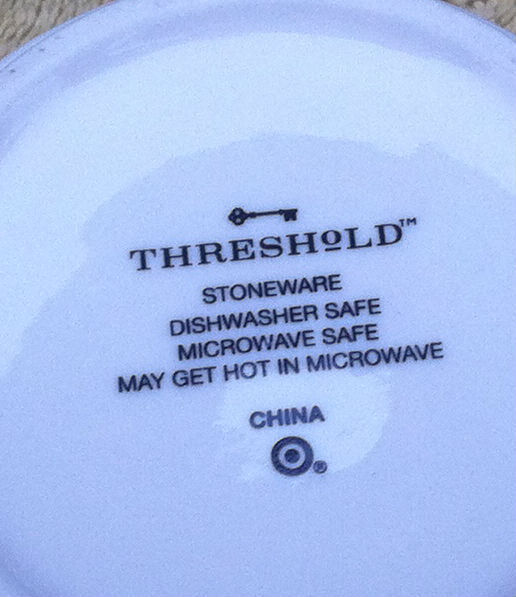 THRESHOLD™
STONEWARE
DISHWASHER SAFE
MICROWAVE SAFE
MAY GET HOT IN MICROWAVE
CHINA
®